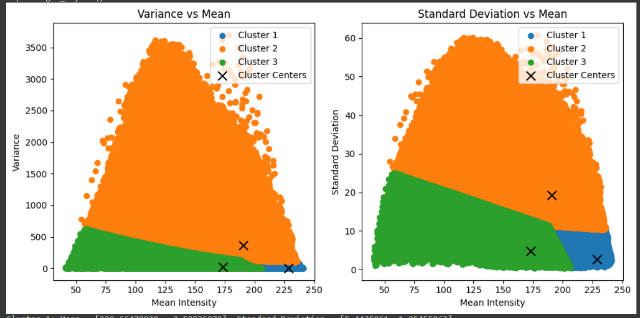 Variance vs Mean
Cluster 1
Cluster 2
Cluster 3
Cluster Centers
3500
3000
2500
2000
1500
1000
500
0
Variance
50
75
100
125
150
175
200
225
250
Mean Intensity
Standard Deviation vs Mean
Cluster 1
Cluster 2
Cluster 3
Cluster Centers
60
50
40
30
20
10
0
Standard Deviation
50
75
100
125
150
175
200
225
250
Mean Intensity